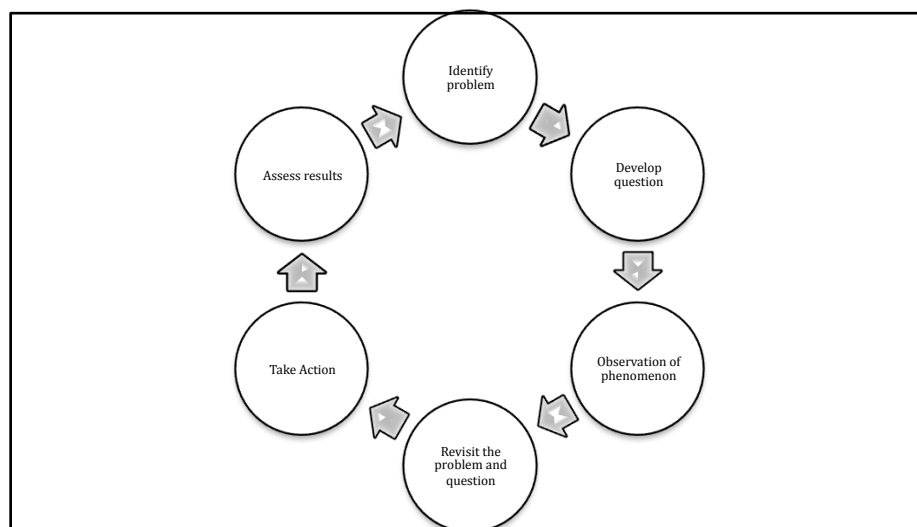 Identify
problem
Develop
question
Observation of
phenomenon
Revisit the
problem and
question
Take Action
Assess results